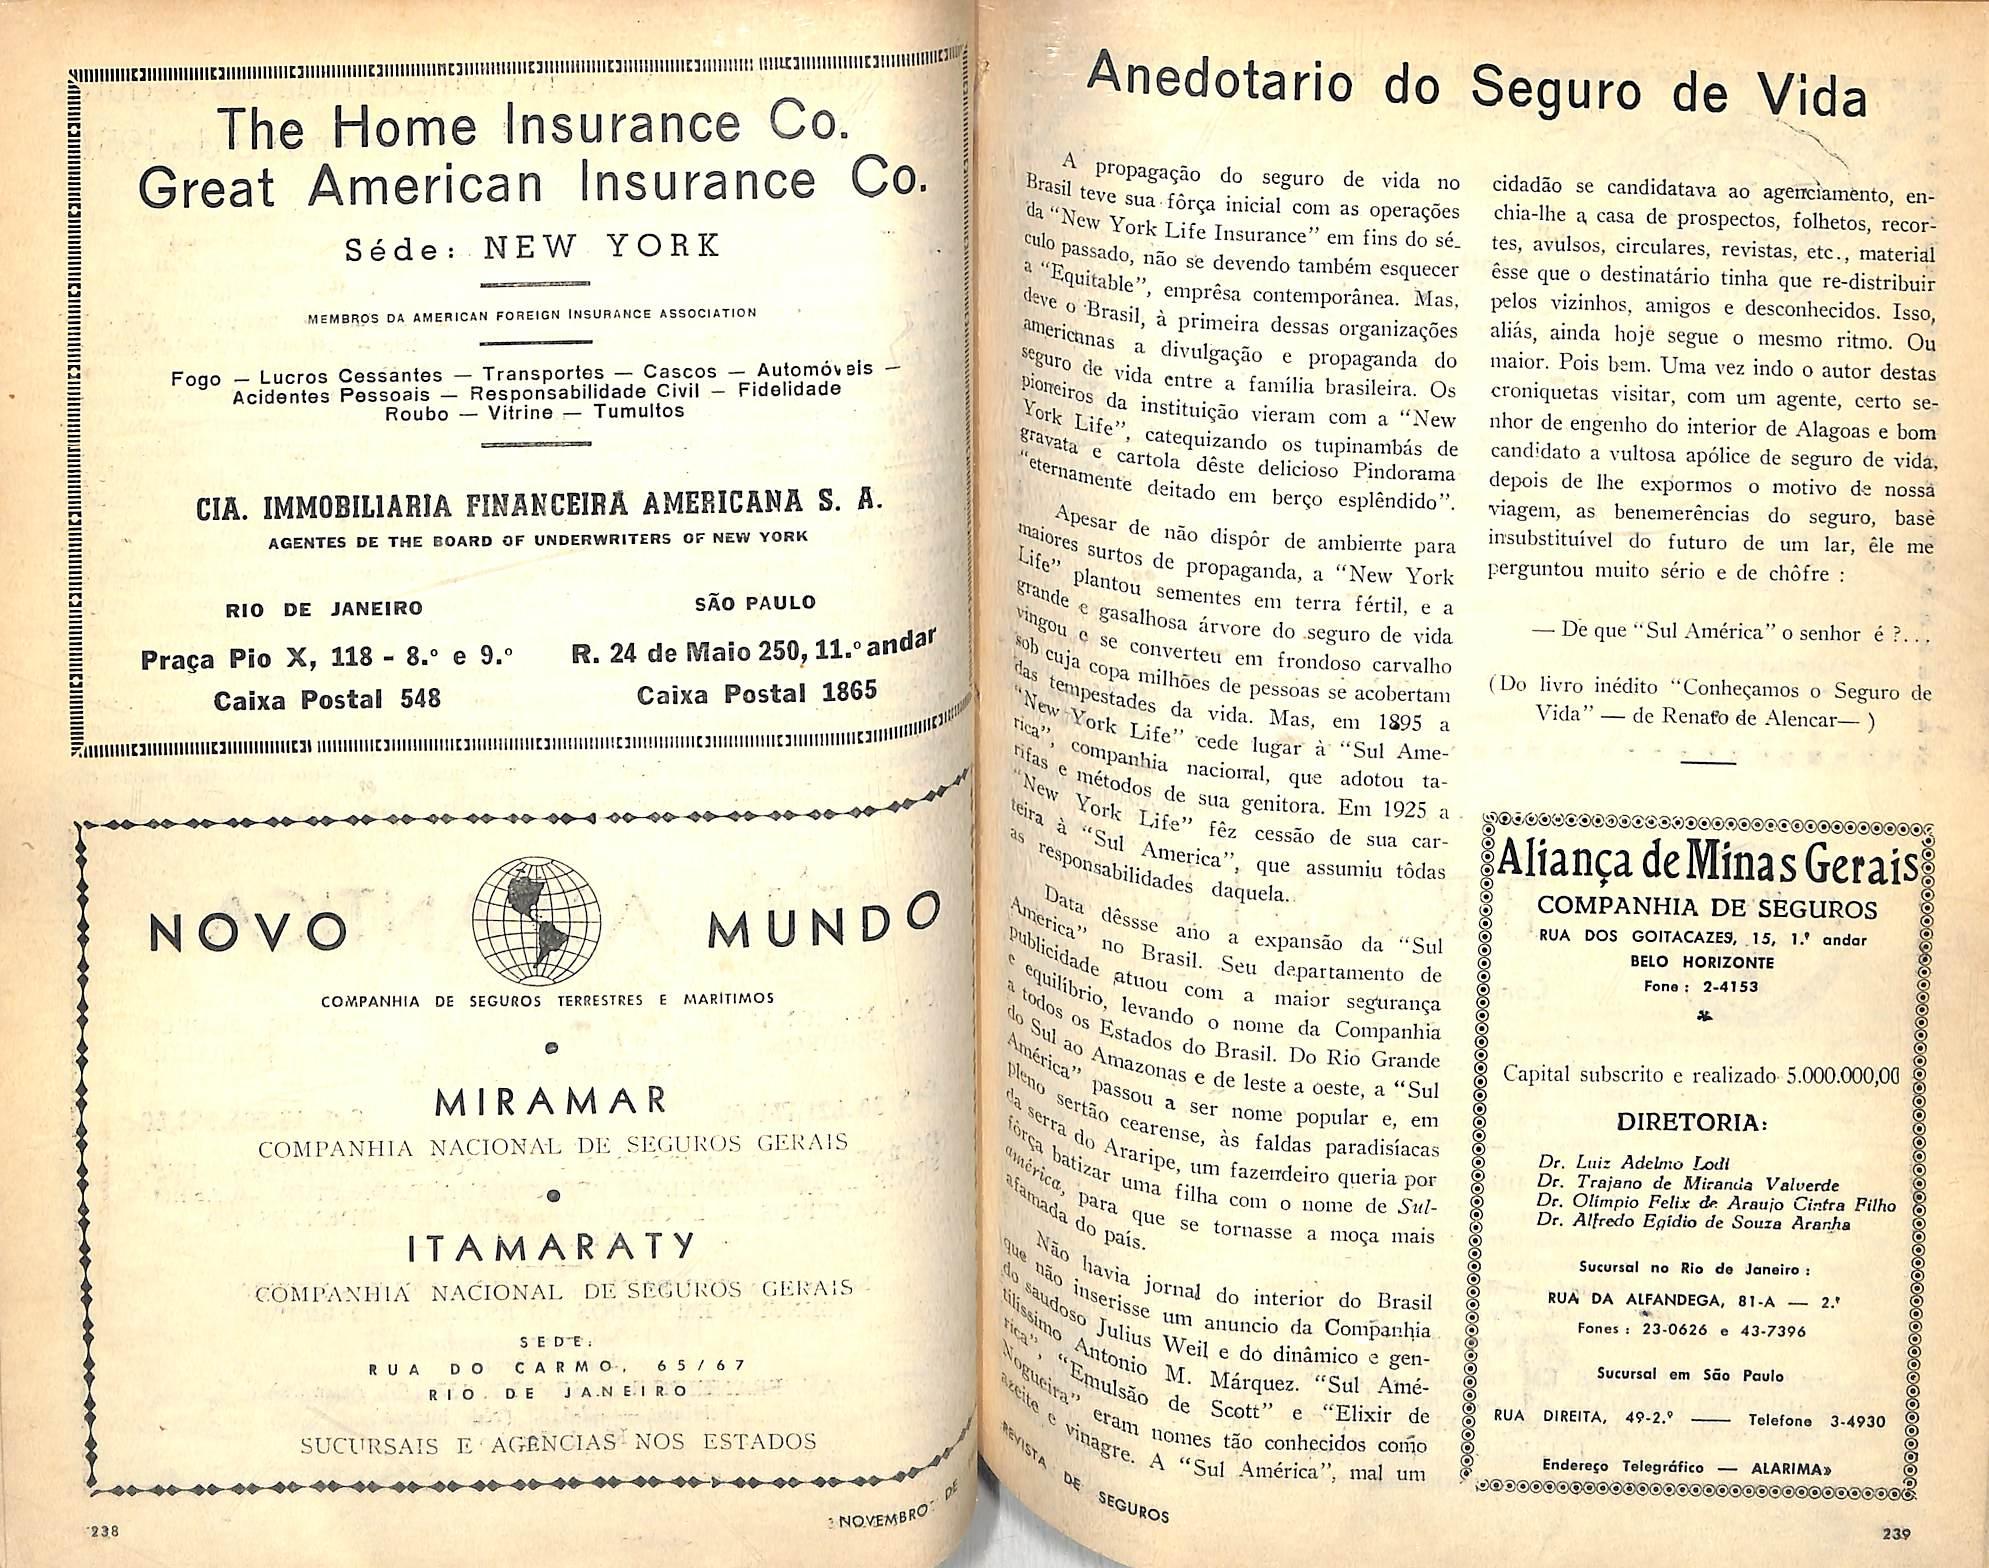 The Home Insurance Co.
Great American Insurance Co.
Séde: NEW YORK
MEMBROS DA AMERICAN FOREIGN INSURANCE ASSOCIATION
Fogo — Lucros Cessantes — Transportes — Cascos — Automóveis —
Acidentes Pessoais — Responsabilidade Civil — Fidelidade
Roubo — Vitrine — Tumultos
CIA. IMMOBILIARIA FINANCEIRA AMERICANA S. A.
AGENTES DE THE BOARD OF UNDERWRITERS OF NEW YORK
RIO DE JANEIRO
Praça Pio X, 118 - 8.º e 9.º
Caixa Postal 548
SÃO PAULO
R. 24 de Maio 250, 11.º andar
Caixa Postal 1865
NOVO MUNDO
COMPANHIA DE SEGUROS TERRESTRES E MARÍTIMOS
MIRAMAR
COMPANHIA NACIONAL DE SEGUROS GERAIS
ITAMARATY
COMPANHIA NACIONAL DE SEGUROS GERAIS
SEDE:
RUA DO CARMO, 65/67
RIO DE JANEIRO
SUCURSAIS E AGÊNCIAS NOS ESTADOS
238
NOVEMBRO DE
Anedotario do Seguro de Vida
A propagação do seguro de vida no
Brasil teve sua fôrça inicial com as operações
da “New York Life Insurance” em fins do sé-
culo passado, não se devendo também esquecer
a “Equitable”, emprêsa contemporânea. Mas,
deve o Brasil, à primeira dessas organizações
americanas a divulgação e propaganda do
seguro de vida entre a família brasileira. Os
pioneiros da instituição vieram com a “New
York Life”, catequizando os tupinambás de
gravata e cartola dêste delicioso Pindorama
“eternamente deitado em berço esplêndido”.
Apesar de não dispôr de ambiente para
maiores surtos de propaganda, a “New York
Life” plantou sementes em terra fértil, e a
grande e gasalhosa árvore do seguro de vida
vingou e se converteu em frondoso carvalho
sob cuja copa milhões de pessoas se acobertam
das tempestades da vida. Mas, em 1895 a
“New York Life” cede lugar à “Sul Ame-
rica”, companhia nacional, que adotou ta-
rifas e métodos de sua genitora. Em 1925 a
“New York Life” fêz cessão de sua car-
teira à “Sul America”, que assumiu tôdas
as responsabilidades daquela.
Data dêssse ano a expansão da “Sul
America” no Brasil. Seu departamento de
publicidade atuou com a maior segurança
e equilíbrio, levando o nome da Companhia
a todos os Estados do Brasil. Do Rio Grande
do Sul ao Amazonas e de leste a oeste, a “Sul
América” passou a ser nome popular e, em
pleno sertão cearense, às faldas paradisíacas
da serra do Araripe, um fazendeiro queria por
fôrça batizar uma filha com o nome de Sul-
américa, para que se tornasse a moça mais
afamada do país.
Não havia jornal do interior do Brasil
que não inserisse um anuncio da Companhia
do saudoso Julius Weil e do dinâmico e gen-
tilíssimo Antonio M. Márquez. “Sul Amé-
rica”, “Emulsão de Scott” e “Elixir de
Nogueira” eram nomes tão conhecidos como
azeite e vinagre. A “Sul América”, mal um
REVISTA DE SEGUROS
cidadão se candidatava ao agenciamento, en-
chia-lhe a casa de prospectos, folhetos, recor-
tes, avulsos, circulares, revistas, etc., material
êsse que o destinatário tinha que re-distribuir
pelos vizinhos, amigos e desconhecidos. Isso,
aliás, ainda hoje segue o mesmo ritmo. Ou
maior. Pois bem. Uma vez indo o autor destas
croniquetas visitar, com um agente, certo se-
nhor de engenho do interior de Alagoas e bom
candidato a vultosa apólice de seguro de vida,
depois de lhe expormos o motivo de nossa
viagem, as benemerências do seguro, base
insubstituível do futuro de um lar, êle me
perguntou muito sério e de chôfre :
— De que “Sul América” o senhor é ?...
(Do livro inédito “Conheçamos o Seguro de
Vida” — de Renato de Alencar— )
Aliança de Minas Gerais
COMPANHIA DE SEGUROS
RUA DOS GOITACAZES, 15, 1.º andar
BELO HORIZONTE
Fone : 2-4153
Capital subscrito e realizado 5.000.000,00
DIRETORIA:
Dr. Luiz Adelmo Lodi
Dr. Trajano de Miranda Valverde
Dr. Olímpio Felix de Araujo Cintra Filho
Dr. Alfredo Egídio de Souza Aranha
Sucursal no Rio de Janeiro :
RUA DA ALFANDEGA, 81-A — 2.º
Fones : 23-0626 e 43-7396
Sucursal em São Paulo
RUA DIREITA, 49-2.º —— Telefone 3-4930
Endereço Telegráfico — ALARIMA»
239